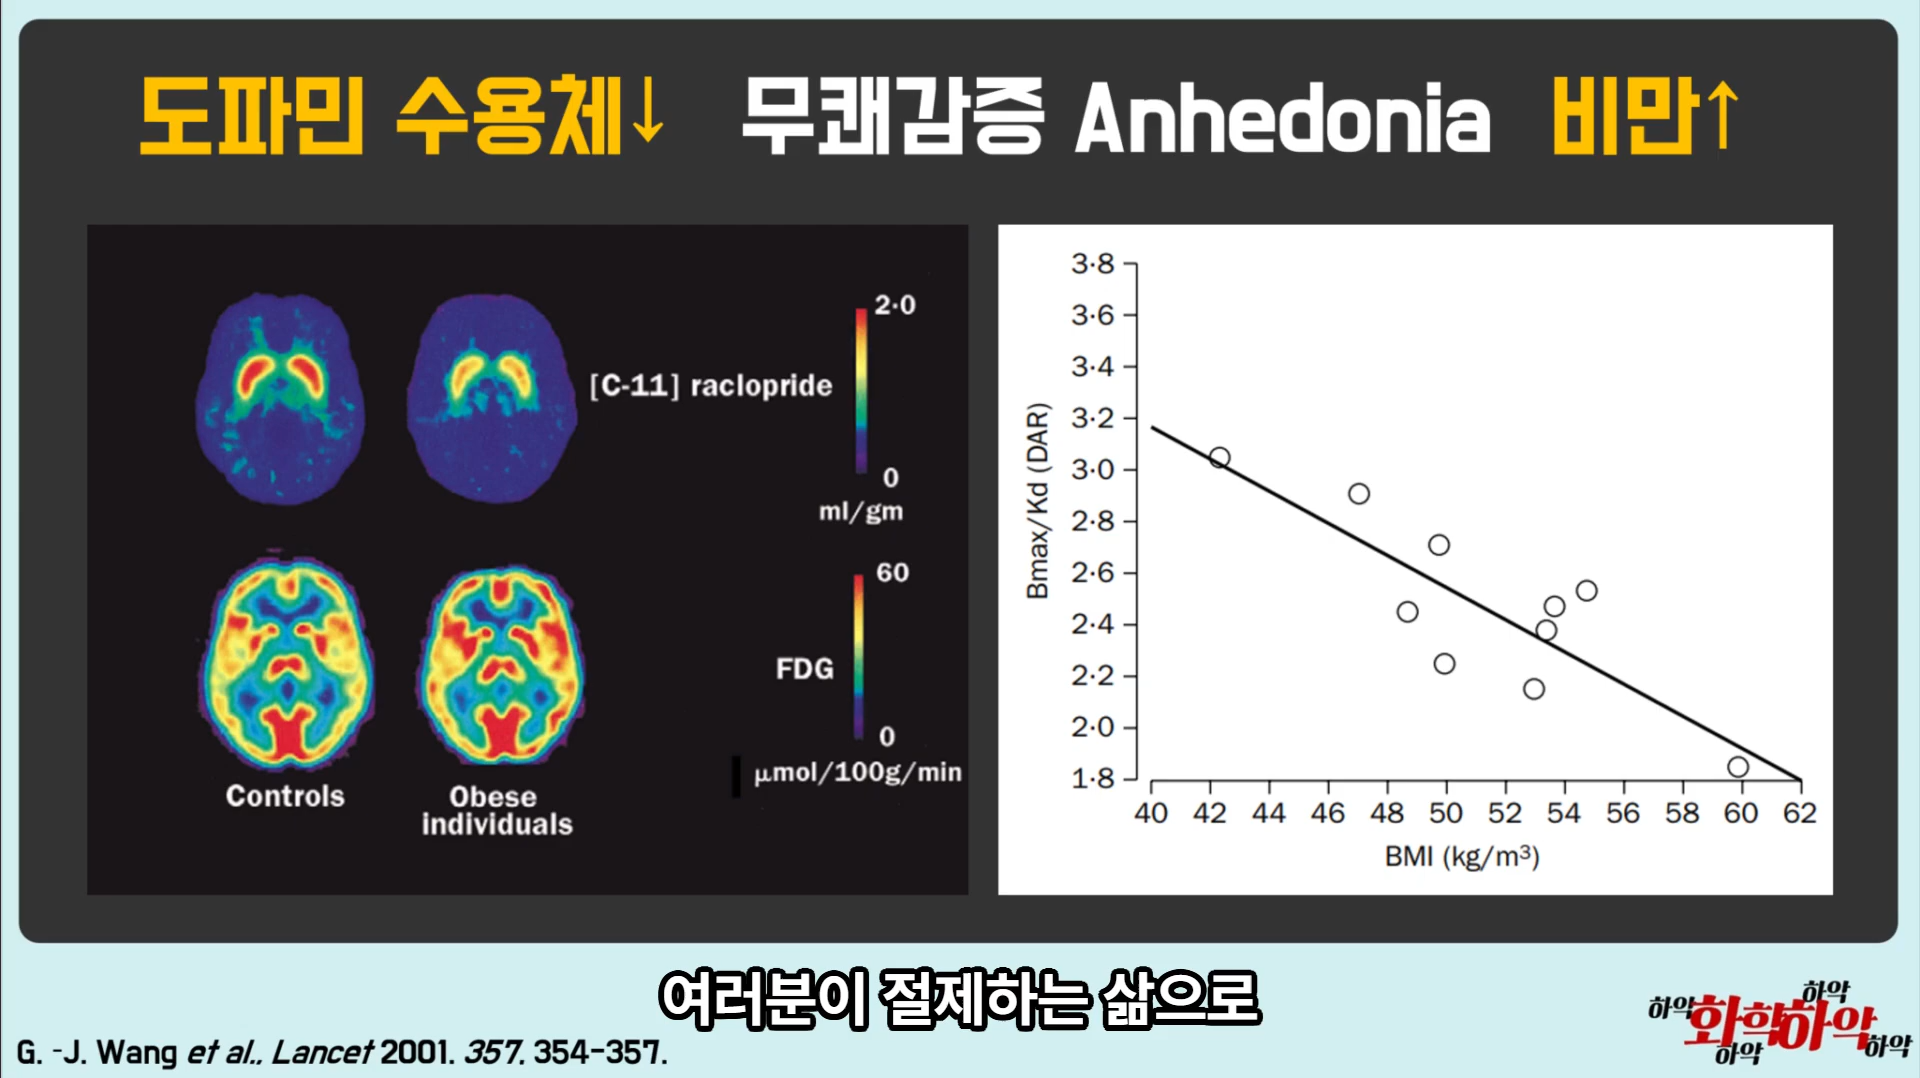 도파민 수용체↓ 무쾌감증 Anhedonia 비만↑
2·0
[C-11] raclopride
0
ml/gm
60
FDG
0
μmol/100g/min
Controls
Obese
individuals
3·8
3·6
3·4
3·2
3·0
2·8
2·6
2·4
2·2
2·0
1·8
Bmax/Kd (DAR)
40 42 44 46 48 50 52 54 56 58 60 62
BMI (kg/m³)
여러분이 절제하는 삶으로
G. -J. Wang et al., Lancet 2001. 357. 354-357.
하악
하악
화학하악
하악
하악